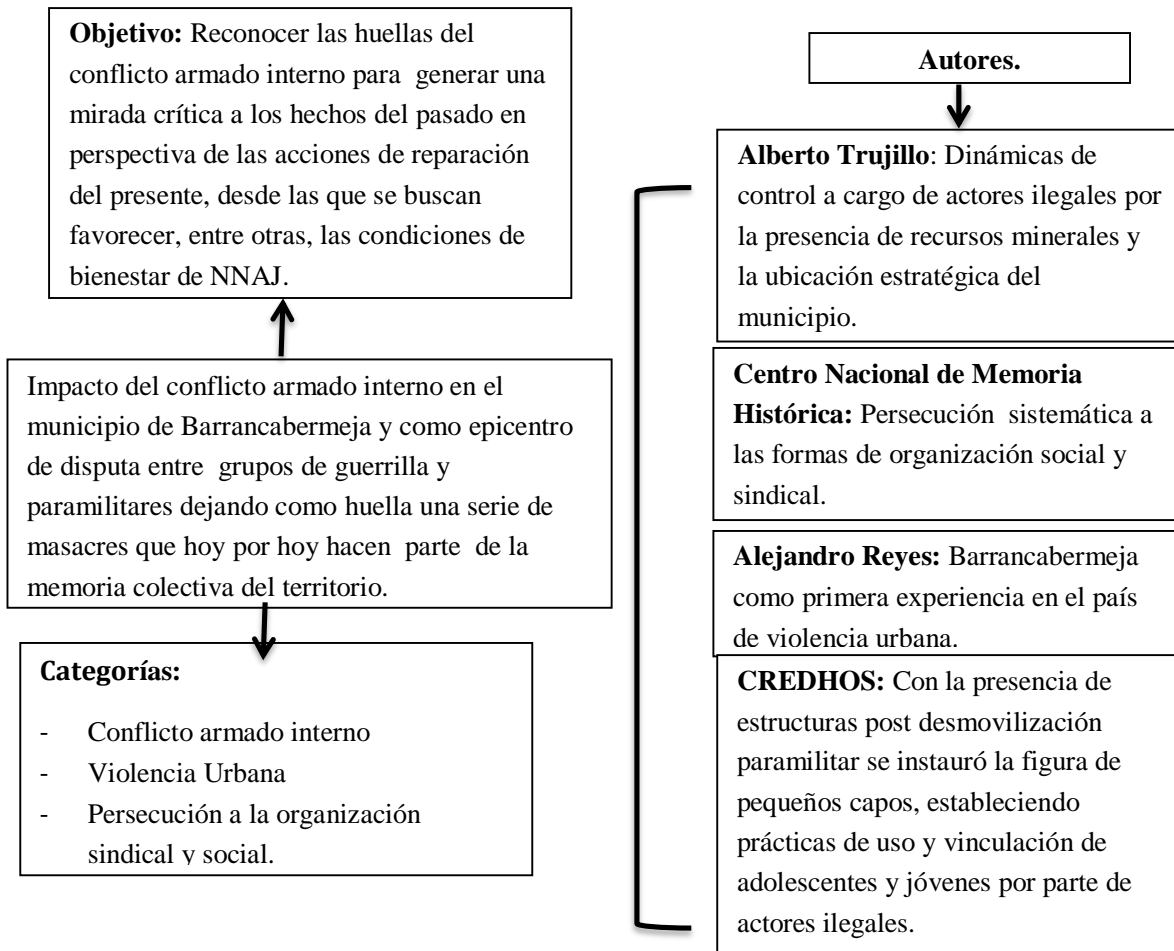 Objetivo: Reconocer las huellas del
conflicto armado interno para generar una
mirada crítica a los hechos del pasado en
perspectiva de las acciones de reparación
del presente, desde las que se buscan
favorecer, entre otras, las condiciones de
bienestar de NNAJ.
Impacto del conflicto armado interno en el
municipio de Barrancabermeja y como epicentro
de disputa entre grupos de guerrilla y
paramilitares dejando como huella una serie de
masacres que hoy por hoy hacen parte de la
memoria colectiva del territorio.
Categorías:
- Conflicto armado interno
- Violencia Urbana
- Persecución a la organización
sindical y social.
Autores.
Alberto Trujillo: Dinámicas de
control a cargo de actores ilegales por
la presencia de recursos minerales y
la ubicación estratégica del
municipio.
Centro Nacional de Memoria
Histórica: Persecución sistemática a
las formas de organización social y
sindical.
Alejandro Reyes: Barrancabermeja
como primera experiencia en el país
de violencia urbana.
CREDHOS: Con la presencia de
estructuras post desmovilización
paramilitar se instauró la figura de
pequeños capos, estableciendo
prácticas de uso y vinculación de
adolescentes y jóvenes por parte de
actores ilegales.